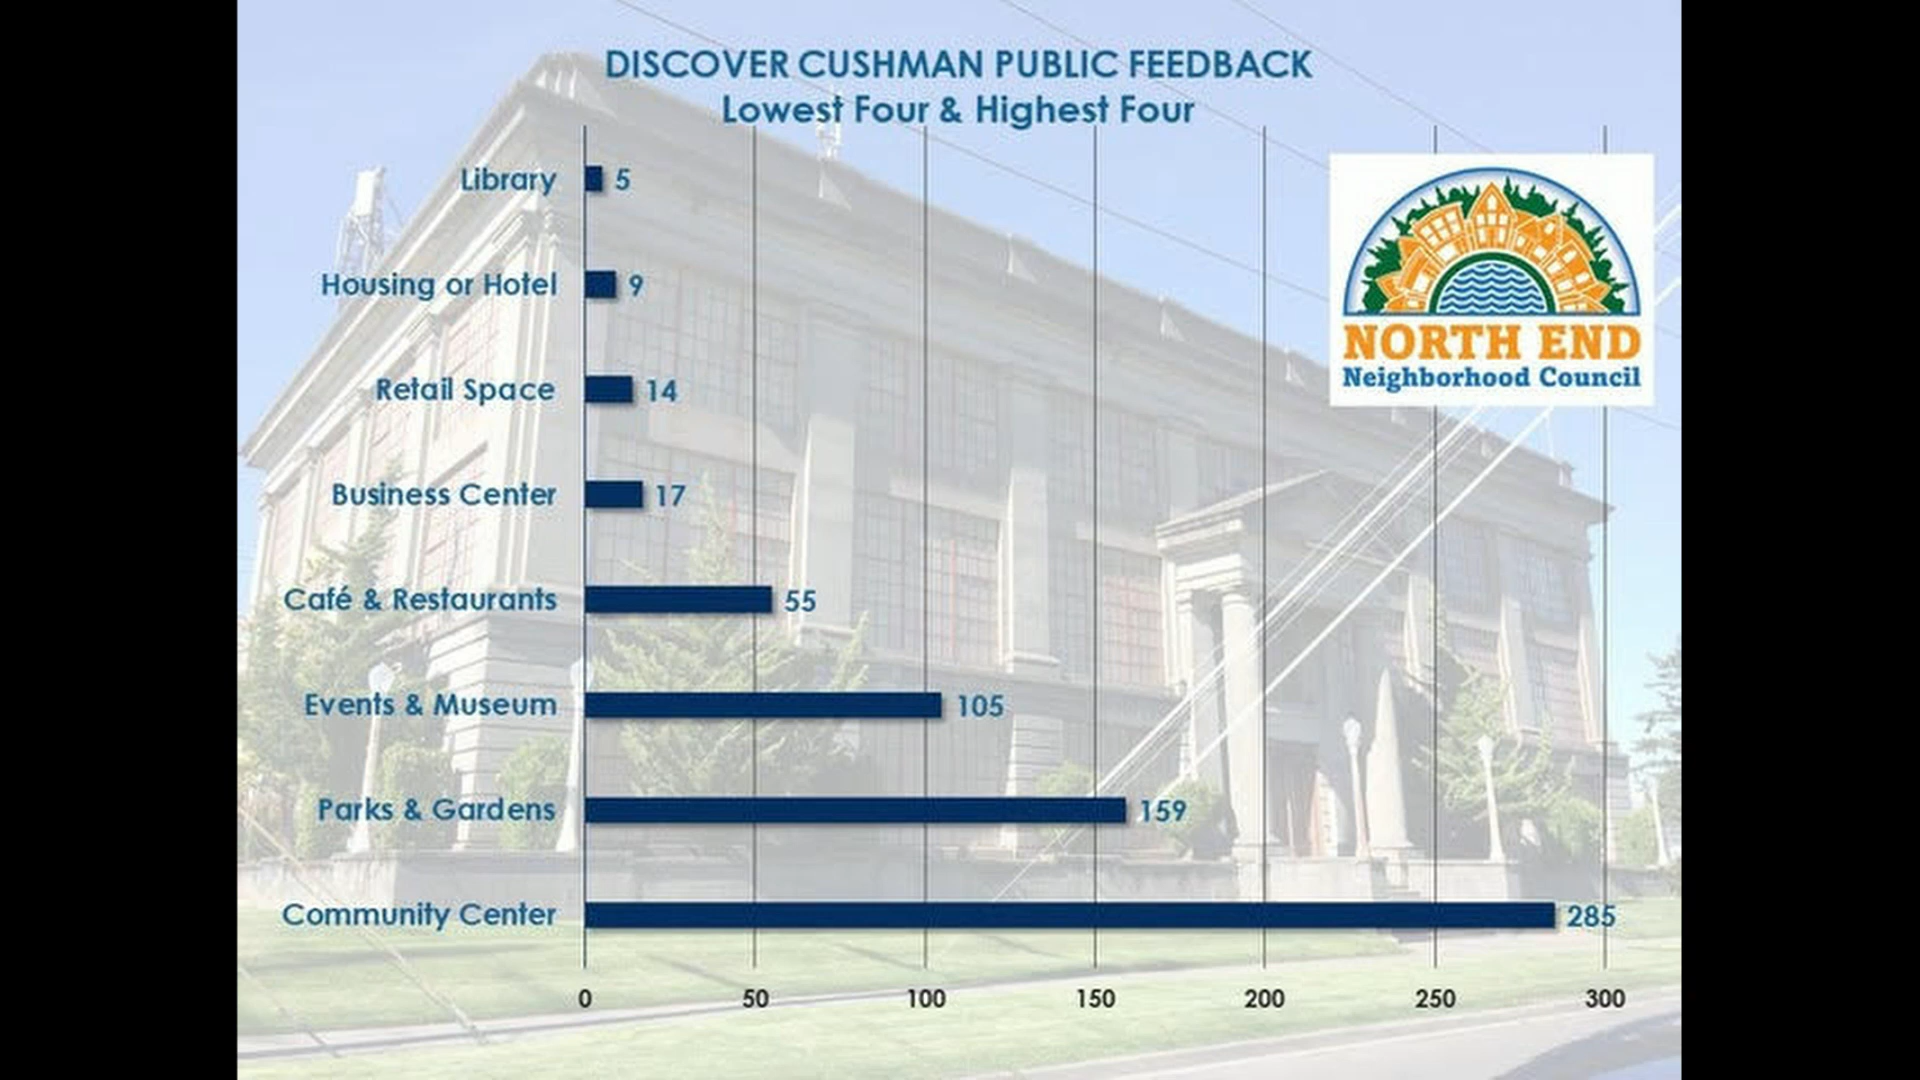 DISCOVER CUSHMAN PUBLIC FEEDBACK
Lowest Four & Highest Four
Library 5
Housing or Hotel 9
Retail Space 14
Business Center 17
Café & Restaurants 55
Events & Museum 105
Parks & Gardens 159
Community Center 285
0 50 100 150 200 250 300
NORTH END
Neighborhood Council